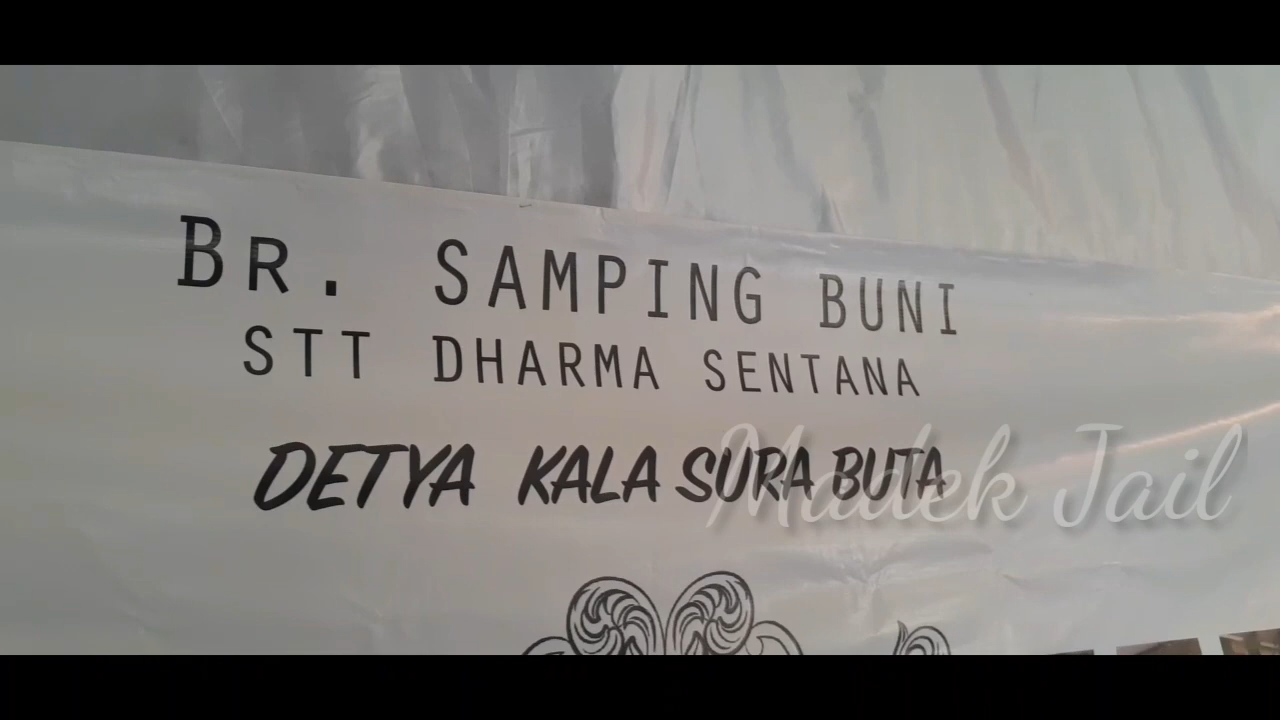 BR. SAMPING BUNI
STT DHARMA SENTANA
DETYA KALA SURA BUTA
Madek Jail